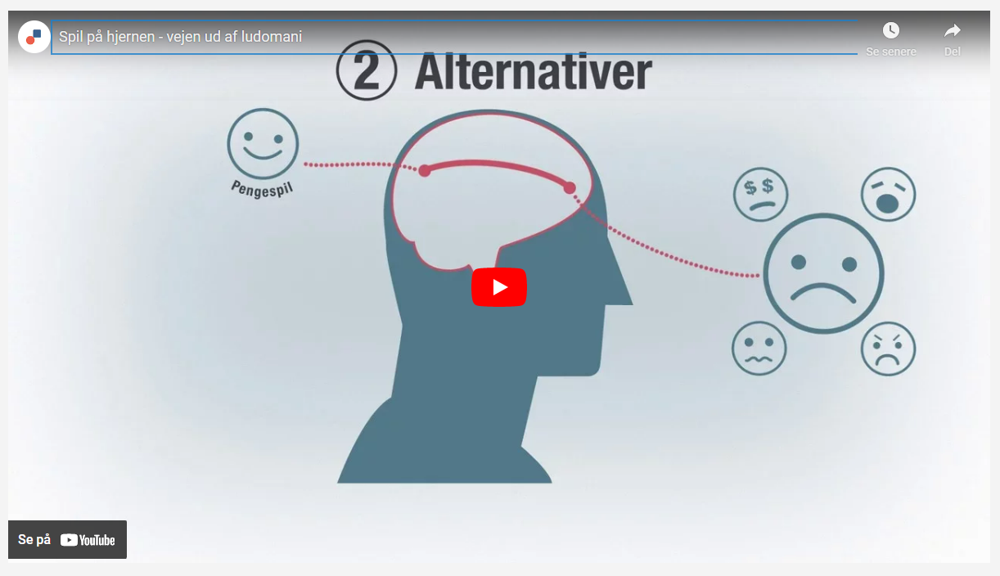 Spil på hjernen - vejen ud af ludomani
Se senere
Del
2 Alternativer
Pengespil
$ $
Se på YouTube